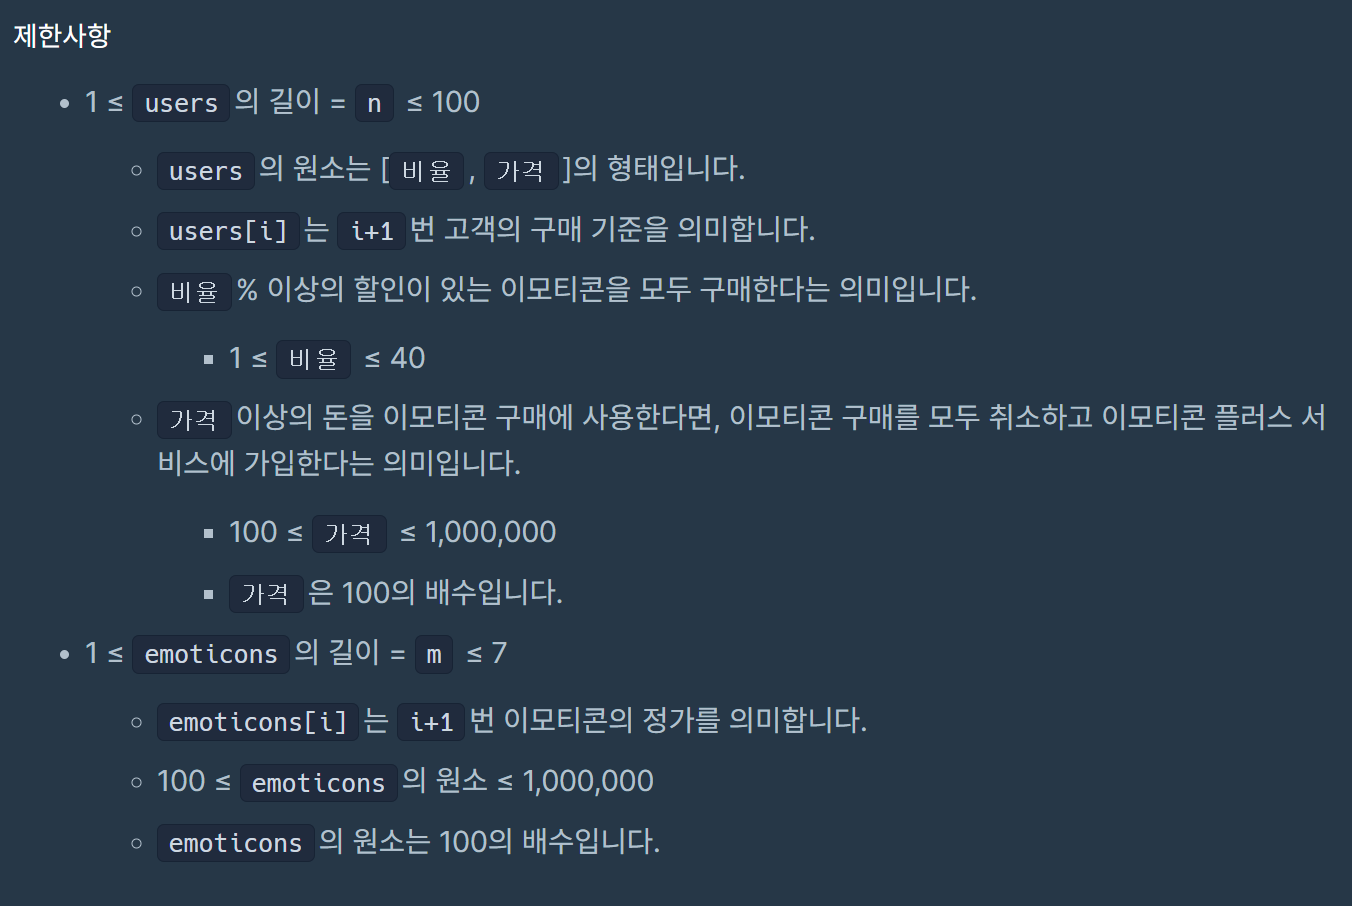 제한사항
• 1 ≤ users 의 길이 = n ≤ 100
◦ users 의 원소는 [ 비율 , 가격 ]의 형태입니다.
◦ users[i] 는 i+1 번 고객의 구매 기준을 의미합니다.
◦ 비율 % 이상의 할인이 있는 이모티콘을 모두 구매한다는 의미입니다.
▪ 1 ≤ 비율 ≤ 40
◦ 가격 이상의 돈을 이모티콘 구매에 사용한다면, 이모티콘 구매를 모두 취소하고 이모티콘 플러스 서
비스에 가입한다는 의미입니다.
▪ 100 ≤ 가격 ≤ 1,000,000
▪ 가격 은 100의 배수입니다.
• 1 ≤ emoticons 의 길이 = m ≤ 7
◦ emoticons[i] 는 i+1 번 이모티콘의 정가를 의미합니다.
◦ 100 ≤ emoticons 의 원소 ≤ 1,000,000
◦ emoticons 의 원소는 100의 배수입니다.